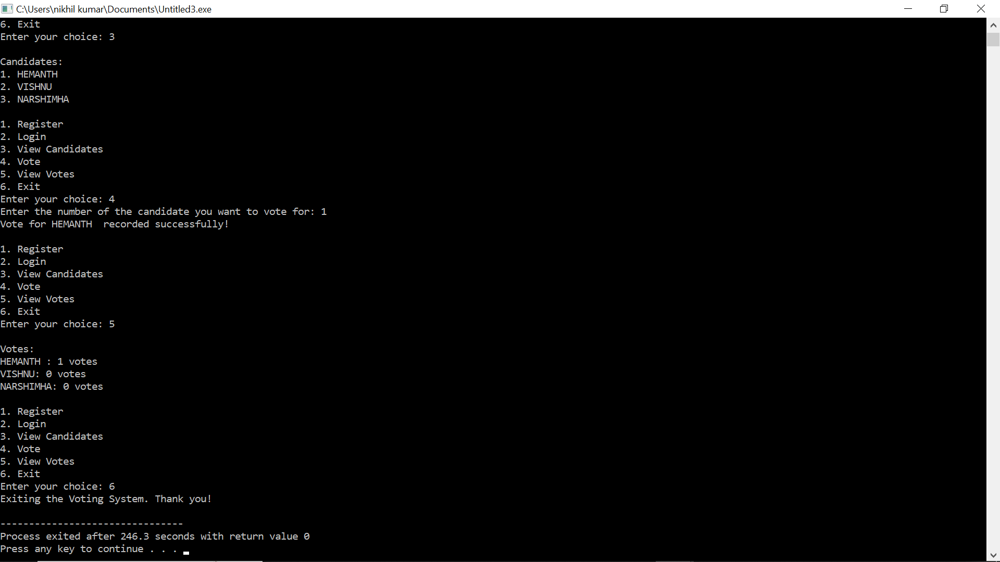 C:\Users\nikhil kumar\Documents\Untitled3.exe
6. Exit
Enter your choice: 3
Candidates:
1. HEMANTH
2. VISHNU
3. NARSHIMHA
1. Register
2. Login
3. View Candidates
4. Vote
5. View Votes
6. Exit
Enter your choice: 4
Enter the number of the candidate you want to vote for: 1
Vote for HEMANTH  recorded successfully!
1. Register
2. Login
3. View Candidates
4. Vote
5. View Votes
6. Exit
Enter your choice: 5
Votes:
HEMANTH : 1 votes
VISHNU: 0 votes
NARSHIMHA: 0 votes
1. Register
2. Login
3. View Candidates
4. Vote
5. View Votes
6. Exit
Enter your choice: 6
Exiting the Voting System. Thank you!
--------------------------------
Process exited after 246.3 seconds with return value 0
Press any key to continue . . .